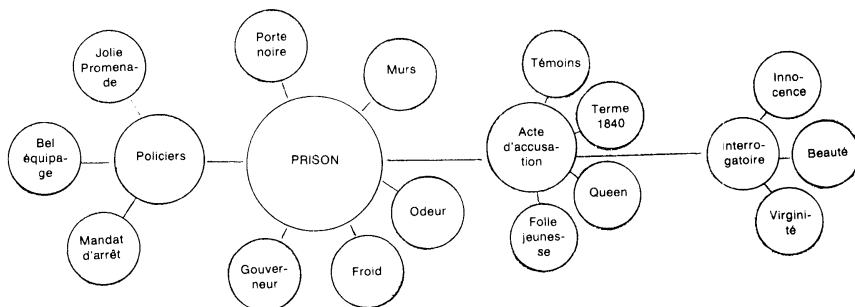 Jolie
Promena-
de
Bel
équipa-
ge
Policiers
Mandat
d'arrêt
Porte
noire
Murs
PRISON
Odeur
Gouver-
neur
Froid
Témoins
Terme
1840
Acte
d'accusa-
tion
Queen
Folle
jeunes-
se
Inno-
cence
Interro-
gatoire
Beauté
Virgini-
té